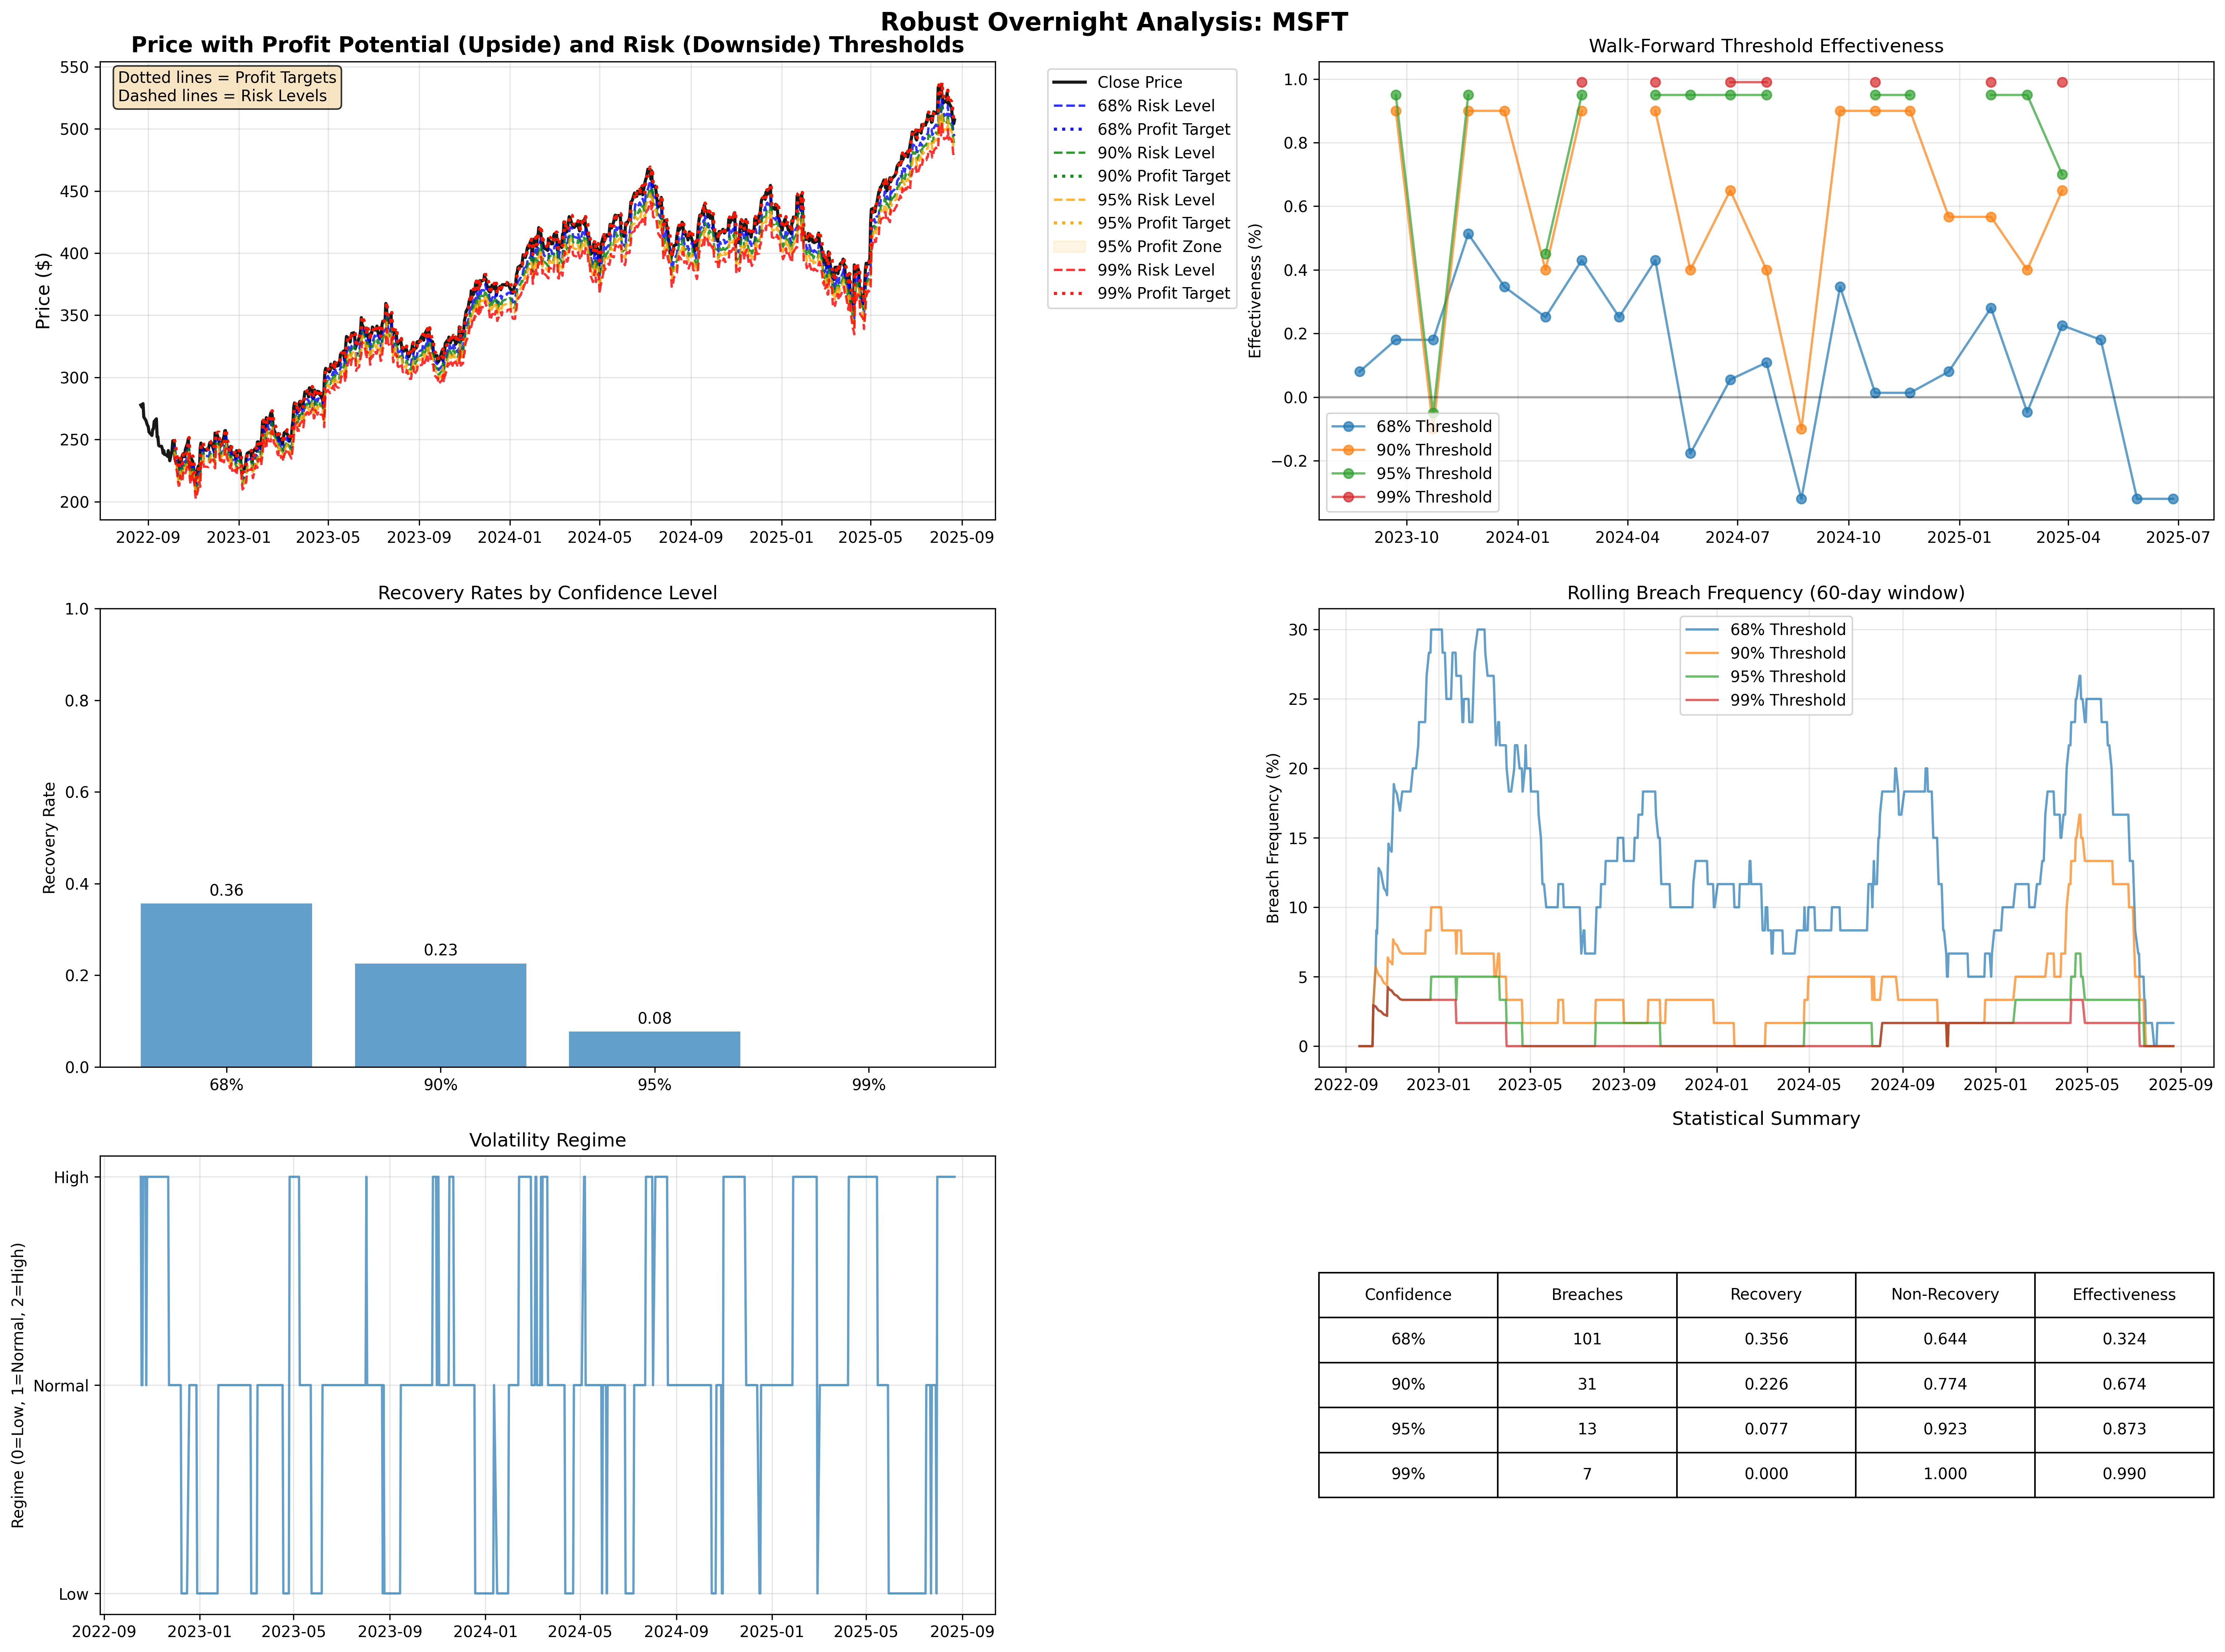 Robust Overnight Analysis: MSFT
Price with Profit Potential (Upside) and Risk (Downside) Thresholds
Dotted lines = Profit Targets
Dashed lines = Risk Levels
Price ($)
550
500
450
400
350
300
250
200
2022-09 2023-01 2023-05 2023-09 2024-01 2024-05 2024-09 2025-01 2025-05 2025-09
Close Price
68% Risk Level
68% Profit Target
90% Risk Level
90% Profit Target
95% Risk Level
95% Profit Target
95% Profit Zone
99% Risk Level
99% Profit Target
Walk-Forward Threshold Effectiveness
Effectiveness (%)
1.0
0.8
0.6
0.4
0.2
0.0
−0.2
68% Threshold
90% Threshold
95% Threshold
99% Threshold
2023-10 2024-01 2024-04 2024-07 2024-10 2025-01 2025-04 2025-07
Recovery Rates by Confidence Level
Recovery Rate
1.0
0.8
0.6
0.4
0.2
0.0
0.36
0.23
0.08
68% 90% 95% 99%
Rolling Breach Frequency (60-day window)
Breach Frequency (%)
30
25
20
15
10
5
0
68% Threshold
90% Threshold
95% Threshold
99% Threshold
2022-09 2023-01 2023-05 2023-09 2024-01 2024-05 2024-09 2025-01 2025-05 2025-09
Volatility Regime
Regime (0=Low, 1=Normal, 2=High)
High
Normal
Low
2022-09 2023-01 2023-05 2023-09 2024-01 2024-05 2024-09 2025-01 2025-05 2025-09
Statistical Summary
Confidence Breaches Recovery Non-Recovery Effectiveness
68% 101 0.356 0.644 0.324
90% 31 0.226 0.774 0.674
95% 13 0.077 0.923 0.873
99% 7 0.000 1.000 0.990